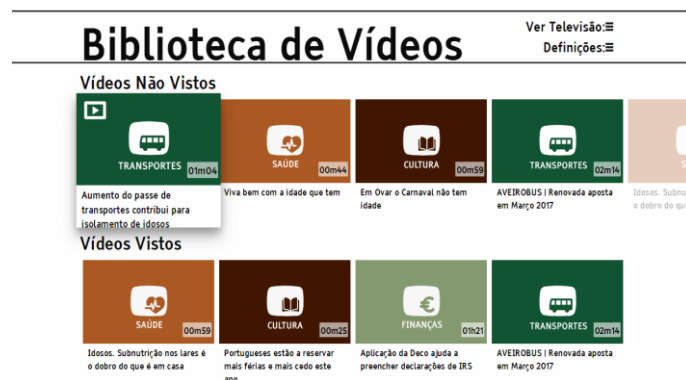 Biblioteca de Vídeos
Ver Televisão:≡
Definições:≡
Vídeos Não Vistos
TRANSPORTES 01m04
Aumento do passe de
transportes contribui para
isolamento de idosos
SAÚDE 00m44
Viva bem com a idade que tem
CULTURA 00m59
Em Ovar o Carnaval não tem
idade
TRANSPORTES 02m14
AVEIROBUS | Renovada aposta
em Março 2017
Idosos. Subnu
o dobro do que
Vídeos Vistos
SAÚDE 00m59
Idosos. Subnutrição nos lares é
o dobro do que é em casa
CULTURA 00m25
Portugueses estão a reservar
mais férias e mais cedo este
ano
FINANÇAS 01h21
Aplicação da Deco ajuda a
preencher declarações de IRS
TRANSPORTES 02m14
AVEIROBUS | Renovada aposta
em Março 2017